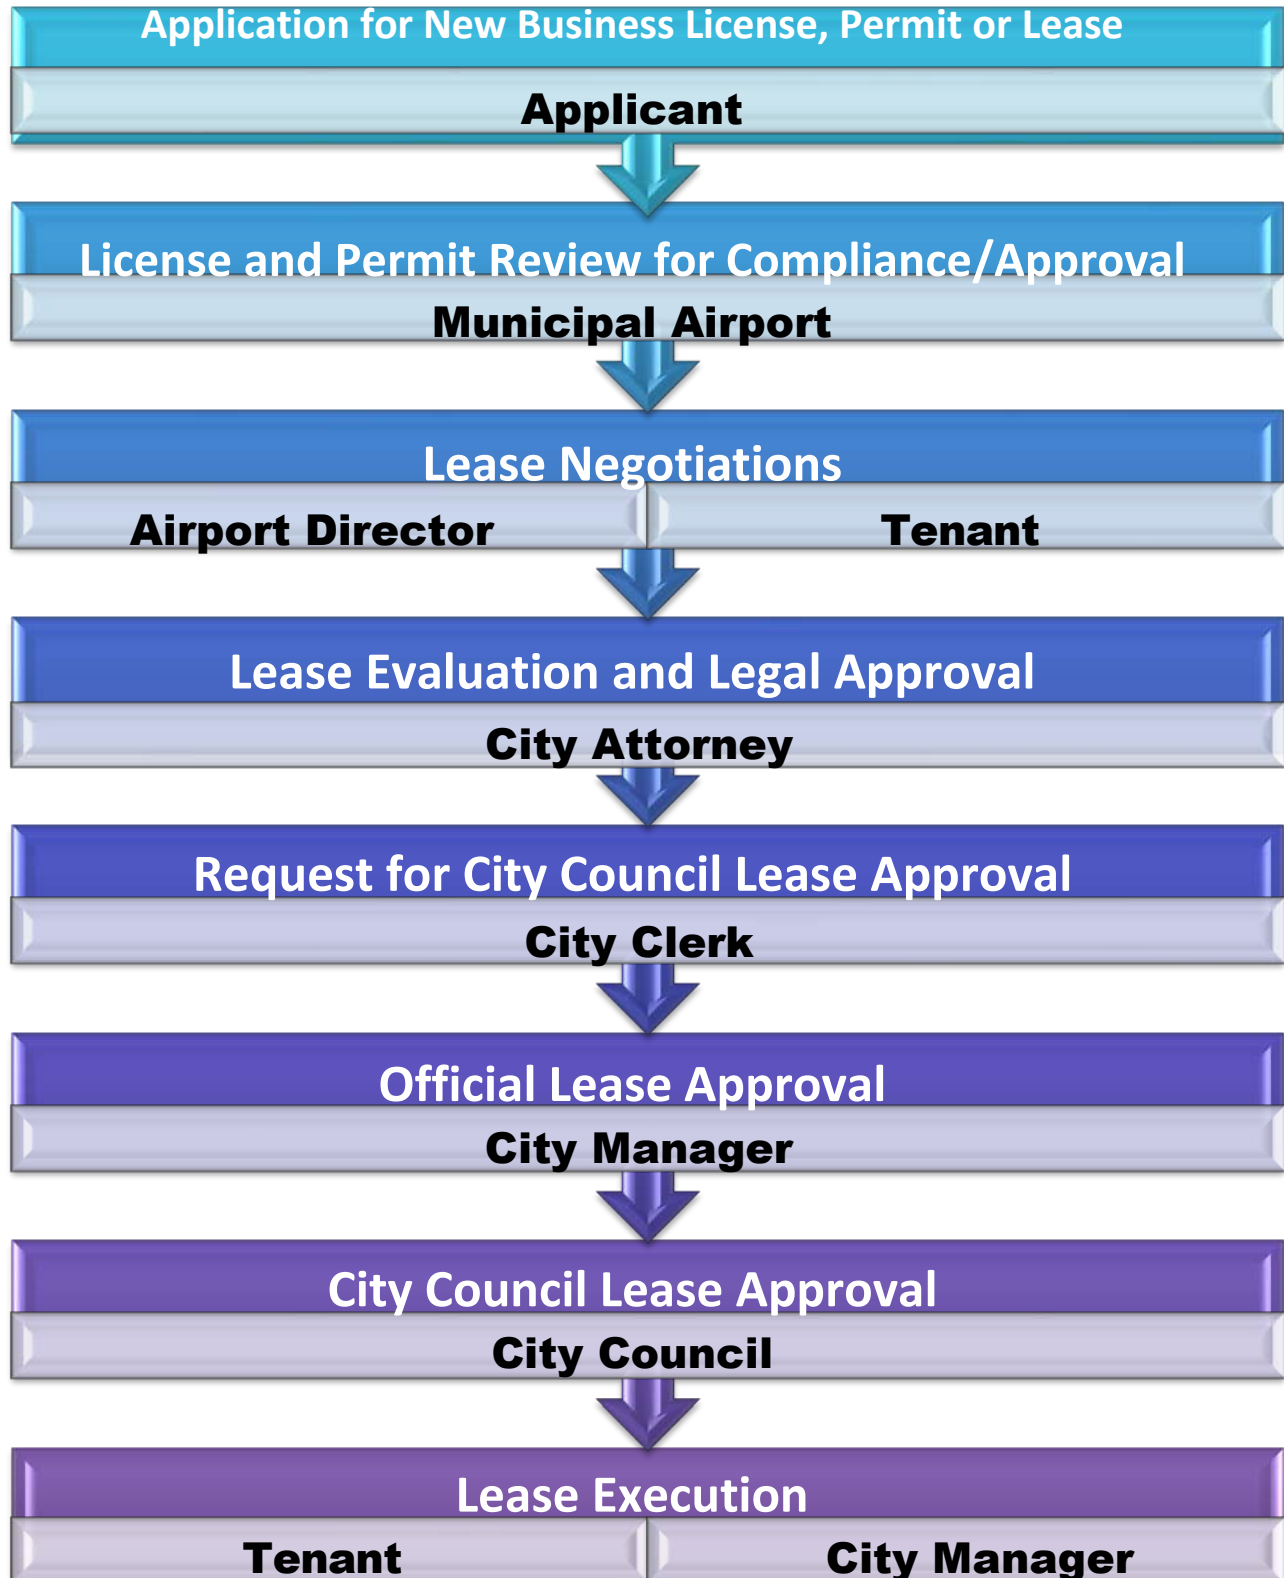 Application for New Business License, Permit or Lease
Applicant
License and Permit Review for Compliance/Approval
Municipal Airport
Lease Negotiations
Airport Director
Tenant
Lease Evaluation and Legal Approval
City Attorney
Request for City Council Lease Approval
City Clerk
Official Lease Approval
City Manager
City Council Lease Approval
City Council
Lease Execution
Tenant
City Manager